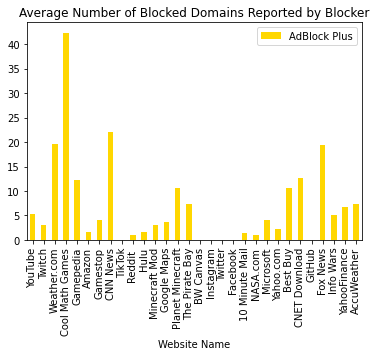 Average Number of Blocked Domains Reported by Blocker
AdBlock Plus
40
35
30
25
20
15
10
5
0
YouTube
Twitch
Weather.com
Cool Math Games
Gamepedia
Amazon
Gamestop
CNN News
TikTok
Reddit
Hulu
Minecraft Mod
Google Maps
Planet Minecraft
The Pirate Bay
BW Canvas
Instagram
Twitter
Facebook
10 Minute Mail
NASA.com
Microsoft
Yahoo.com
Best Buy
CNET Download
GitHub
Fox News
Info Wars
YahooFinance
AccuWeather
Website Name